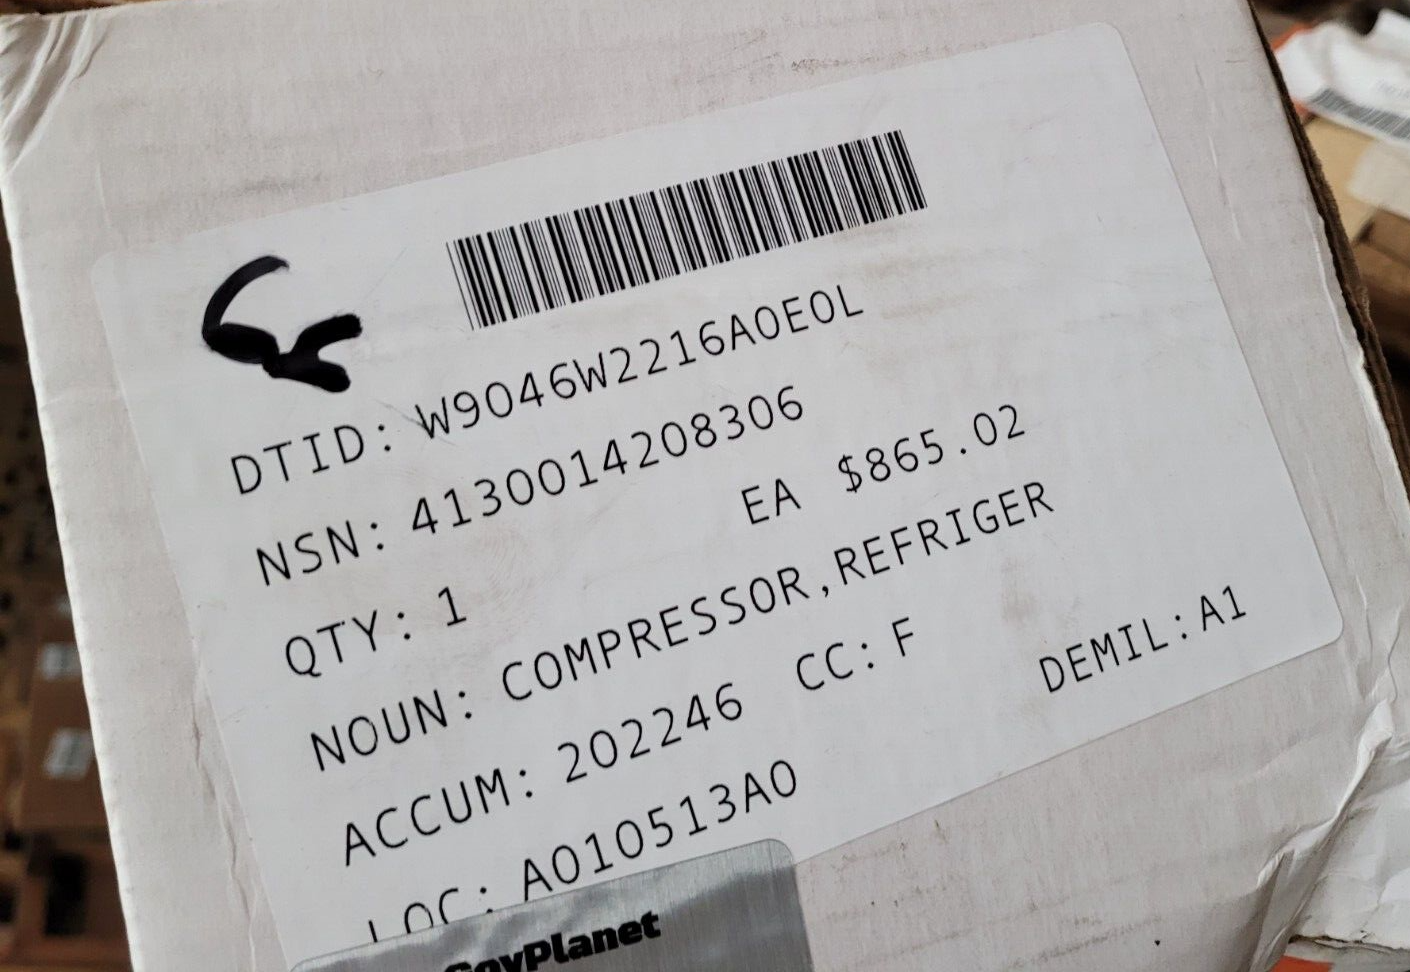 DTID: W9046W2216A0E0L
NSN: 4130014208306
QTY: 1 EA $865.02
NOUN: COMPRESSOR,REFRIGER
ACCUM: 202246 CC: F DEMIL:A1
LOC: A010513A0
GovPlanet